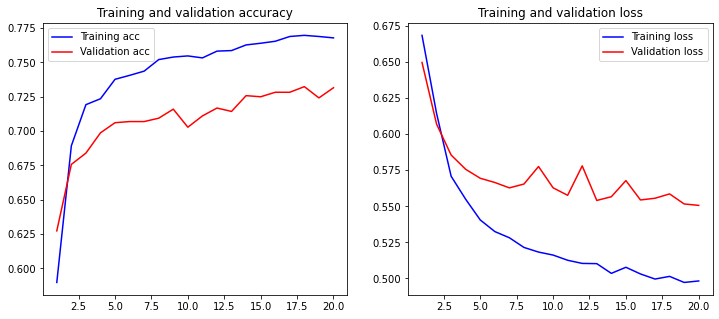 Training and validation accuracy
Training acc
Validation acc
0.775
0.750
0.725
0.700
0.675
0.650
0.625
0.600
2.5 5.0 7.5 10.0 12.5 15.0 17.5 20.0
Training and validation loss
Training loss
Validation loss
0.675
0.650
0.625
0.600
0.575
0.550
0.525
0.500
2.5 5.0 7.5 10.0 12.5 15.0 17.5 20.0